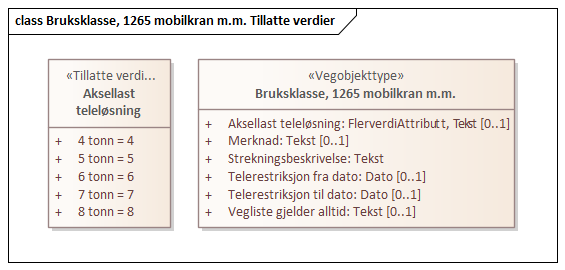 class Bruksklasse, 1265 mobilkran m.m. Tillatte verdier
«Tillatte verdi...
Aksellast
teleløsning
+ 4 tonn = 4
+ 5 tonn = 5
+ 6 tonn = 6
+ 7 tonn = 7
+ 8 tonn = 8
«Vegobjekttype»
Bruksklasse, 1265 mobilkran m.m.
+ Aksellast teleløsning: FlerverdiAttributt, Tekst [0..1]
+ Merknad: Tekst [0..1]
+ Strekningsbeskrivelse: Tekst
+ Telerestriksjon fra dato: Dato [0..1]
+ Telerestriksjon til dato: Dato [0..1]
+ Vegliste gjelder alltid: Tekst [0..1]